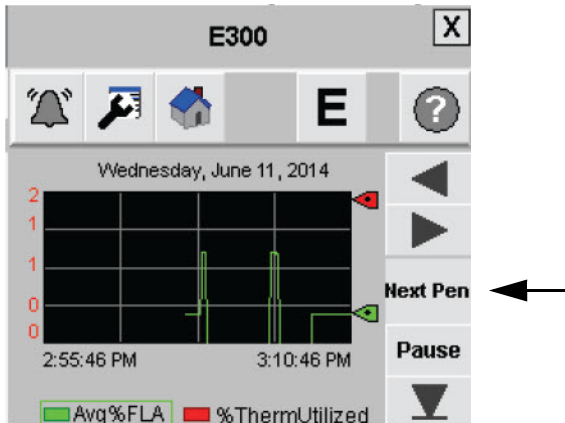 E300
X
E
?
Wednesday, June 11, 2014
2
1
1
0
0
Next Pen
Pause
2:55:46 PM 3:10:46 PM
Avg%FLA %ThermUtilized